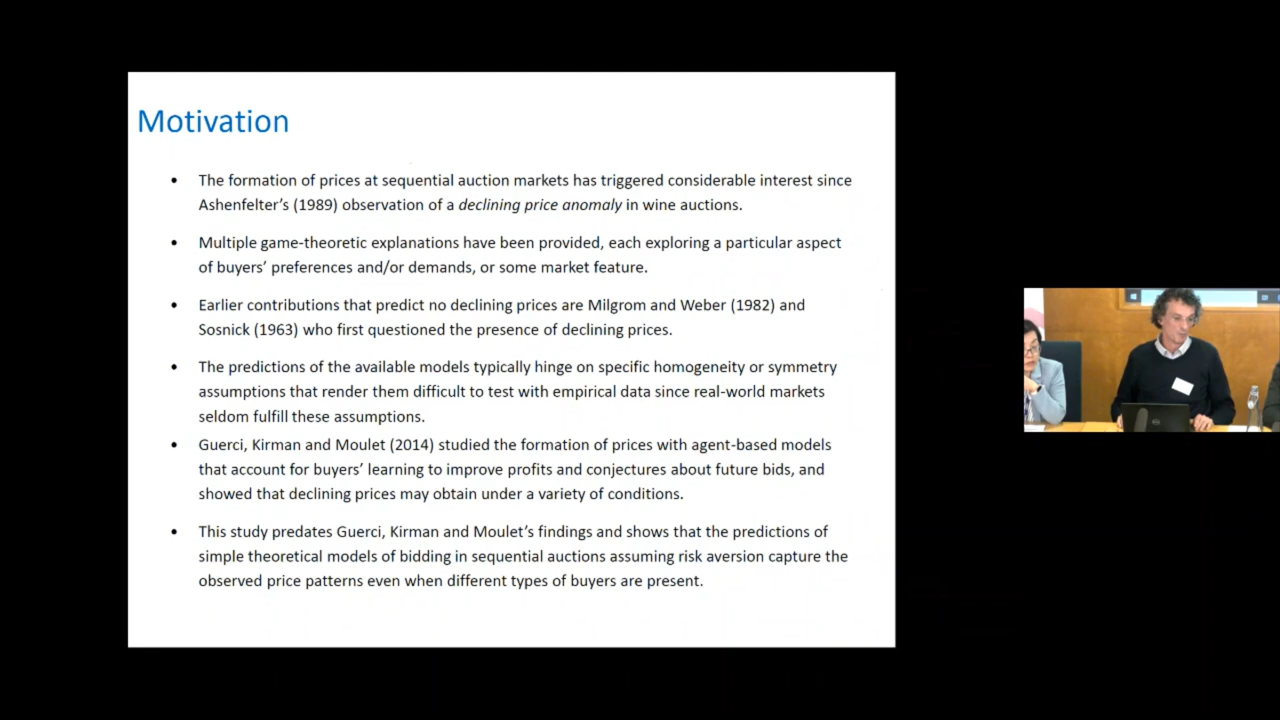 Motivation
• The formation of prices at sequential auction markets has triggered considerable interest since
Ashenfelter’s (1989) observation of a declining price anomaly in wine auctions.
• Multiple game-theoretic explanations have been provided, each exploring a particular aspect
of buyers’ preferences and/or demands, or some market feature.
• Earlier contributions that predict no declining prices are Milgrom and Weber (1982) and
Sosnick (1963) who first questioned the presence of declining prices.
• The predictions of the available models typically hinge on specific homogeneity or symmetry
assumptions that render them difficult to test with empirical data since real-world markets
seldom fulfill these assumptions.
• Guerci, Kirman and Moulet (2014) studied the formation of prices with agent-based models
that account for buyers’ learning to improve profits and conjectures about future bids, and
showed that declining prices may obtain under a variety of conditions.
• This study predates Guerci, Kirman and Moulet’s findings and shows that the predictions of
simple theoretical models of bidding in sequential auctions assuming risk aversion capture the
observed price patterns even when different types of buyers are present.